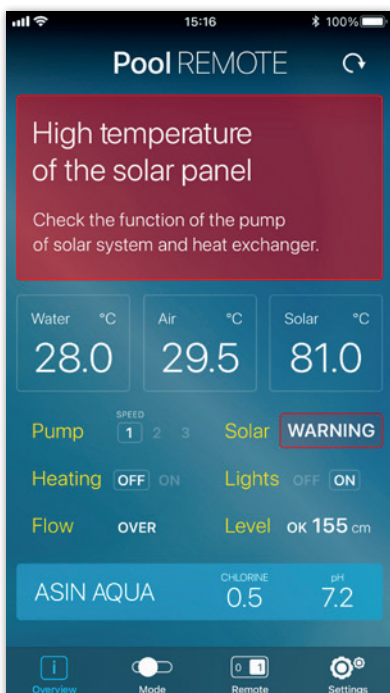 15:16 100%
Pool REMOTE
High temperature
of the solar panel
Check the function of the pump
of solar system and heat exchanger.
Water °C Air °C Solar °C
28.0 29.5 81.0
SPEED
Pump 1 2 3 Solar WARNING
Heating OFF ON Lights OFF ON
Flow OVER Level OK 155 cm
CHLORINE pH
ASIN AQUA 0.5 7.2
i 0 1
Overview Mode Remote Settings